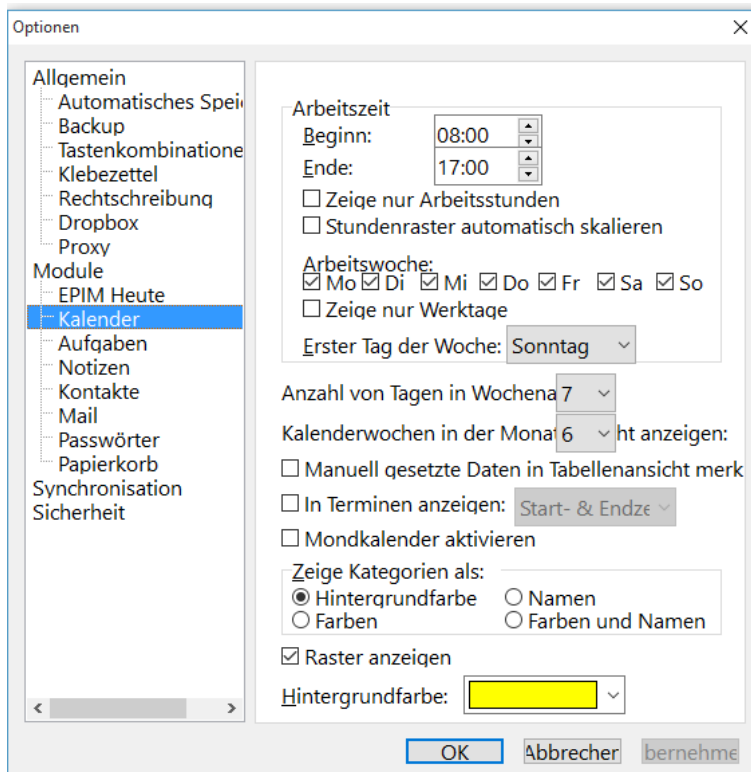 Optionen
Allgemein
Automatisches Spei
Backup
Tastenkombinatione
Klebezettel
Rechtschreibung
Dropbox
Proxy
Module
EPIM Heute
Kalender
Aufgaben
Notizen
Kontakte
Mail
Passwörter
Papierkorb
Synchronisation
Sicherheit
Arbeitszeit
Beginn: 08:00
Ende: 17:00
Zeige nur Arbeitsstunden
Stundenraster automatisch skalieren
Arbeitswoche:
Mo Di Mi Do Fr Sa So
Zeige nur Werktage
Erster Tag der Woche: Sonntag
Anzahl von Tagen in Wochena 7
Kalenderwochen in der Monat 6 ht anzeigen:
Manuell gesetzte Daten in Tabellenansicht merk
In Terminen anzeigen: Start- & Endze
Mondkalender aktivieren
Zeige Kategorien als:
Hintergrundfarbe Namen
Farben Farben und Namen
Raster anzeigen
Hintergrundfarbe:
OK Abbrecher bernehme